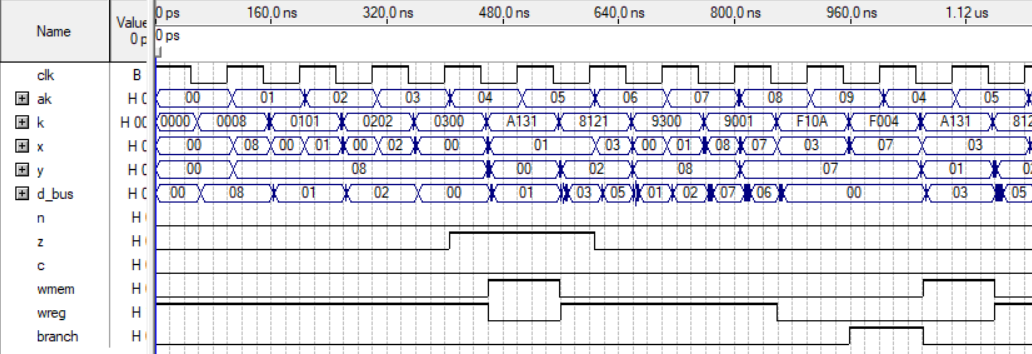 Name Value 0 p 0 ps 160.0 ns 320.0 ns 480.0 ns 640.0 ns 800.0 ns 960.0 ns 1.12 us
0 ps
clk B
ak H 00 01 02 03 04 05 06 07 08 09 04 05
k H 00 0000 0008 0101 0202 0300 A131 8121 9300 9001 F10A F004 A131 812
x H 00 08 00 01 00 02 00 01 03 00 01 08 07 03 07 03
y H 00 08 00 02 08 07 01
d_bus H 00 08 01 02 00 01 03 05 01 02 07 06 00 03 05
n H
z H
c H
wmem H
wreg H
branch H